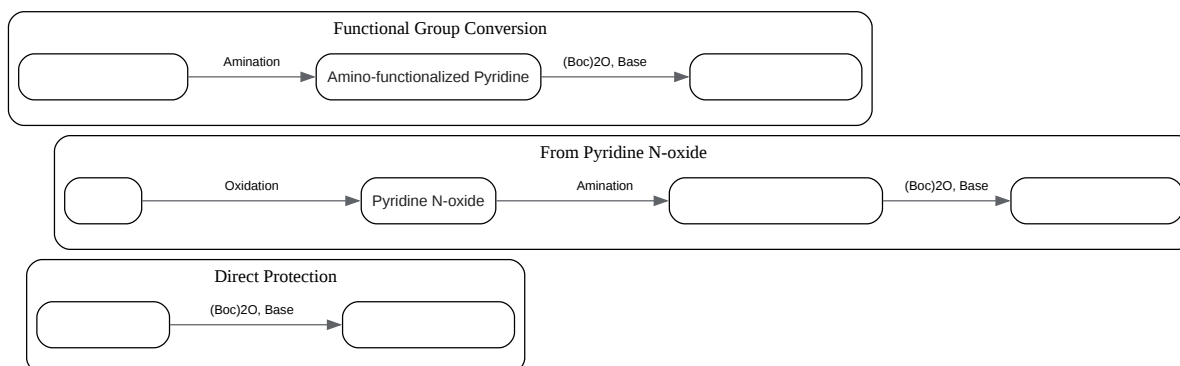 Functional Group Conversion
Amination
Amino-functionalized Pyridine
(Boc)2O, Base
From Pyridine N-oxide
Oxidation
Pyridine N-oxide
Amination
(Boc)2O, Base
Direct Protection
(Boc)2O, Base